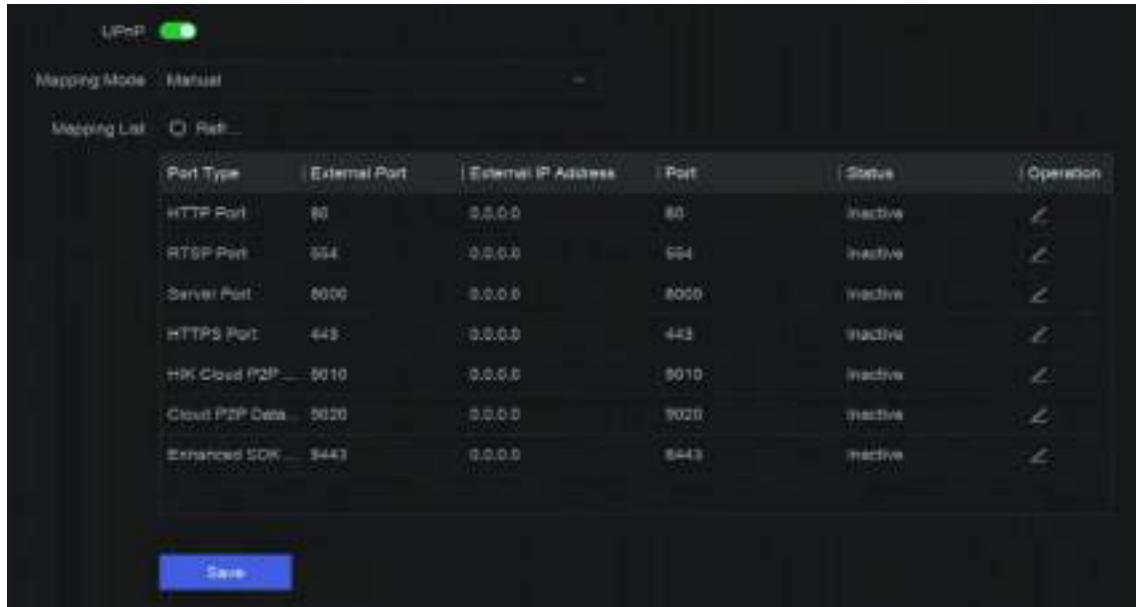 UPnP
Mapping Mode Manual
Mapping List Refr...
Port Type External Port External IP Address Port Status Operation
HTTP Port 80 0.0.0.0 80 Inactive
RTSP Port 554 0.0.0.0 554 Inactive
Server Port 8000 0.0.0.0 8000 Inactive
HTTPS Port 443 0.0.0.0 443 Inactive
HIK Cloud P2P ... 9010 0.0.0.0 9010 Inactive
Cloud P2P Data... 9020 0.0.0.0 9020 Inactive
Enhanced SDK ... 8443 0.0.0.0 8443 Inactive
Save